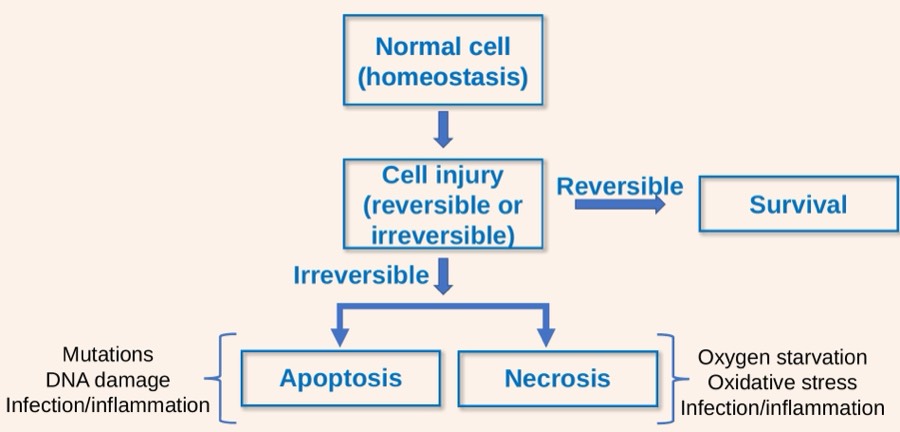 Normal cell
(homeostasis)
Cell injury
(reversible or
irreversible)
Reversible
Survival
Irreversible
Mutations
DNA damage
Infection/inflammation
Apoptosis
Necrosis
Oxygen starvation
Oxidative stress
Infection/inflammation